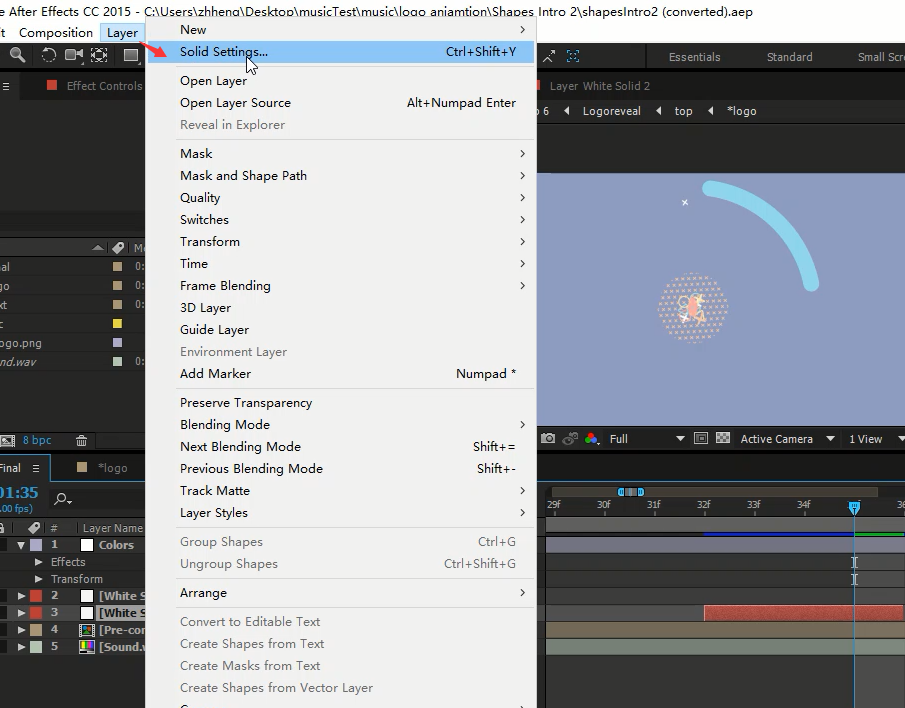 e After Effects CC 2015 - C:\Users\zhheng\Desktop\musicTest\music\logo_aniamtion\Shapes Intro 2\shapesIntro2 (converted).aep
t Composition Layer
New
Solid Settings... Ctrl+Shift+Y
Essentials Standard Small Scr
Effect Controls
Open Layer
Layer White Solid 2
Open Layer Source Alt+Numpad Enter
6 Logoreveal top *logo
Reveal in Explorer
Mask
Mask and Shape Path
Quality
Switches
Transform
Time
Frame Blending
3D Layer
Guide Layer
Environment Layer
Add Marker Numpad *
Preserve Transparency
Blending Mode
Next Blending Mode Shift+=
Previous Blending Mode Shift+-
Track Matte
Layer Styles
Group Shapes Ctrl+G
Ungroup Shapes Ctrl+Shift+G
Arrange
Convert to Editable Text
Create Shapes from Text
Create Masks from Text
Create Shapes from Vector Layer
al 0:
go 0:
xt 0:
c
ogo.png
nd.wav 0:
8 bpc
Full Active Camera 1 View
Final *logo
01:35
.00 fps)
# Layer Name
29f 30f 31f 32f 33f 34f 36
1 Colors
Effects
Transform
2 [White S
3 [White S
4 [Pre-con
5 [Sound.w